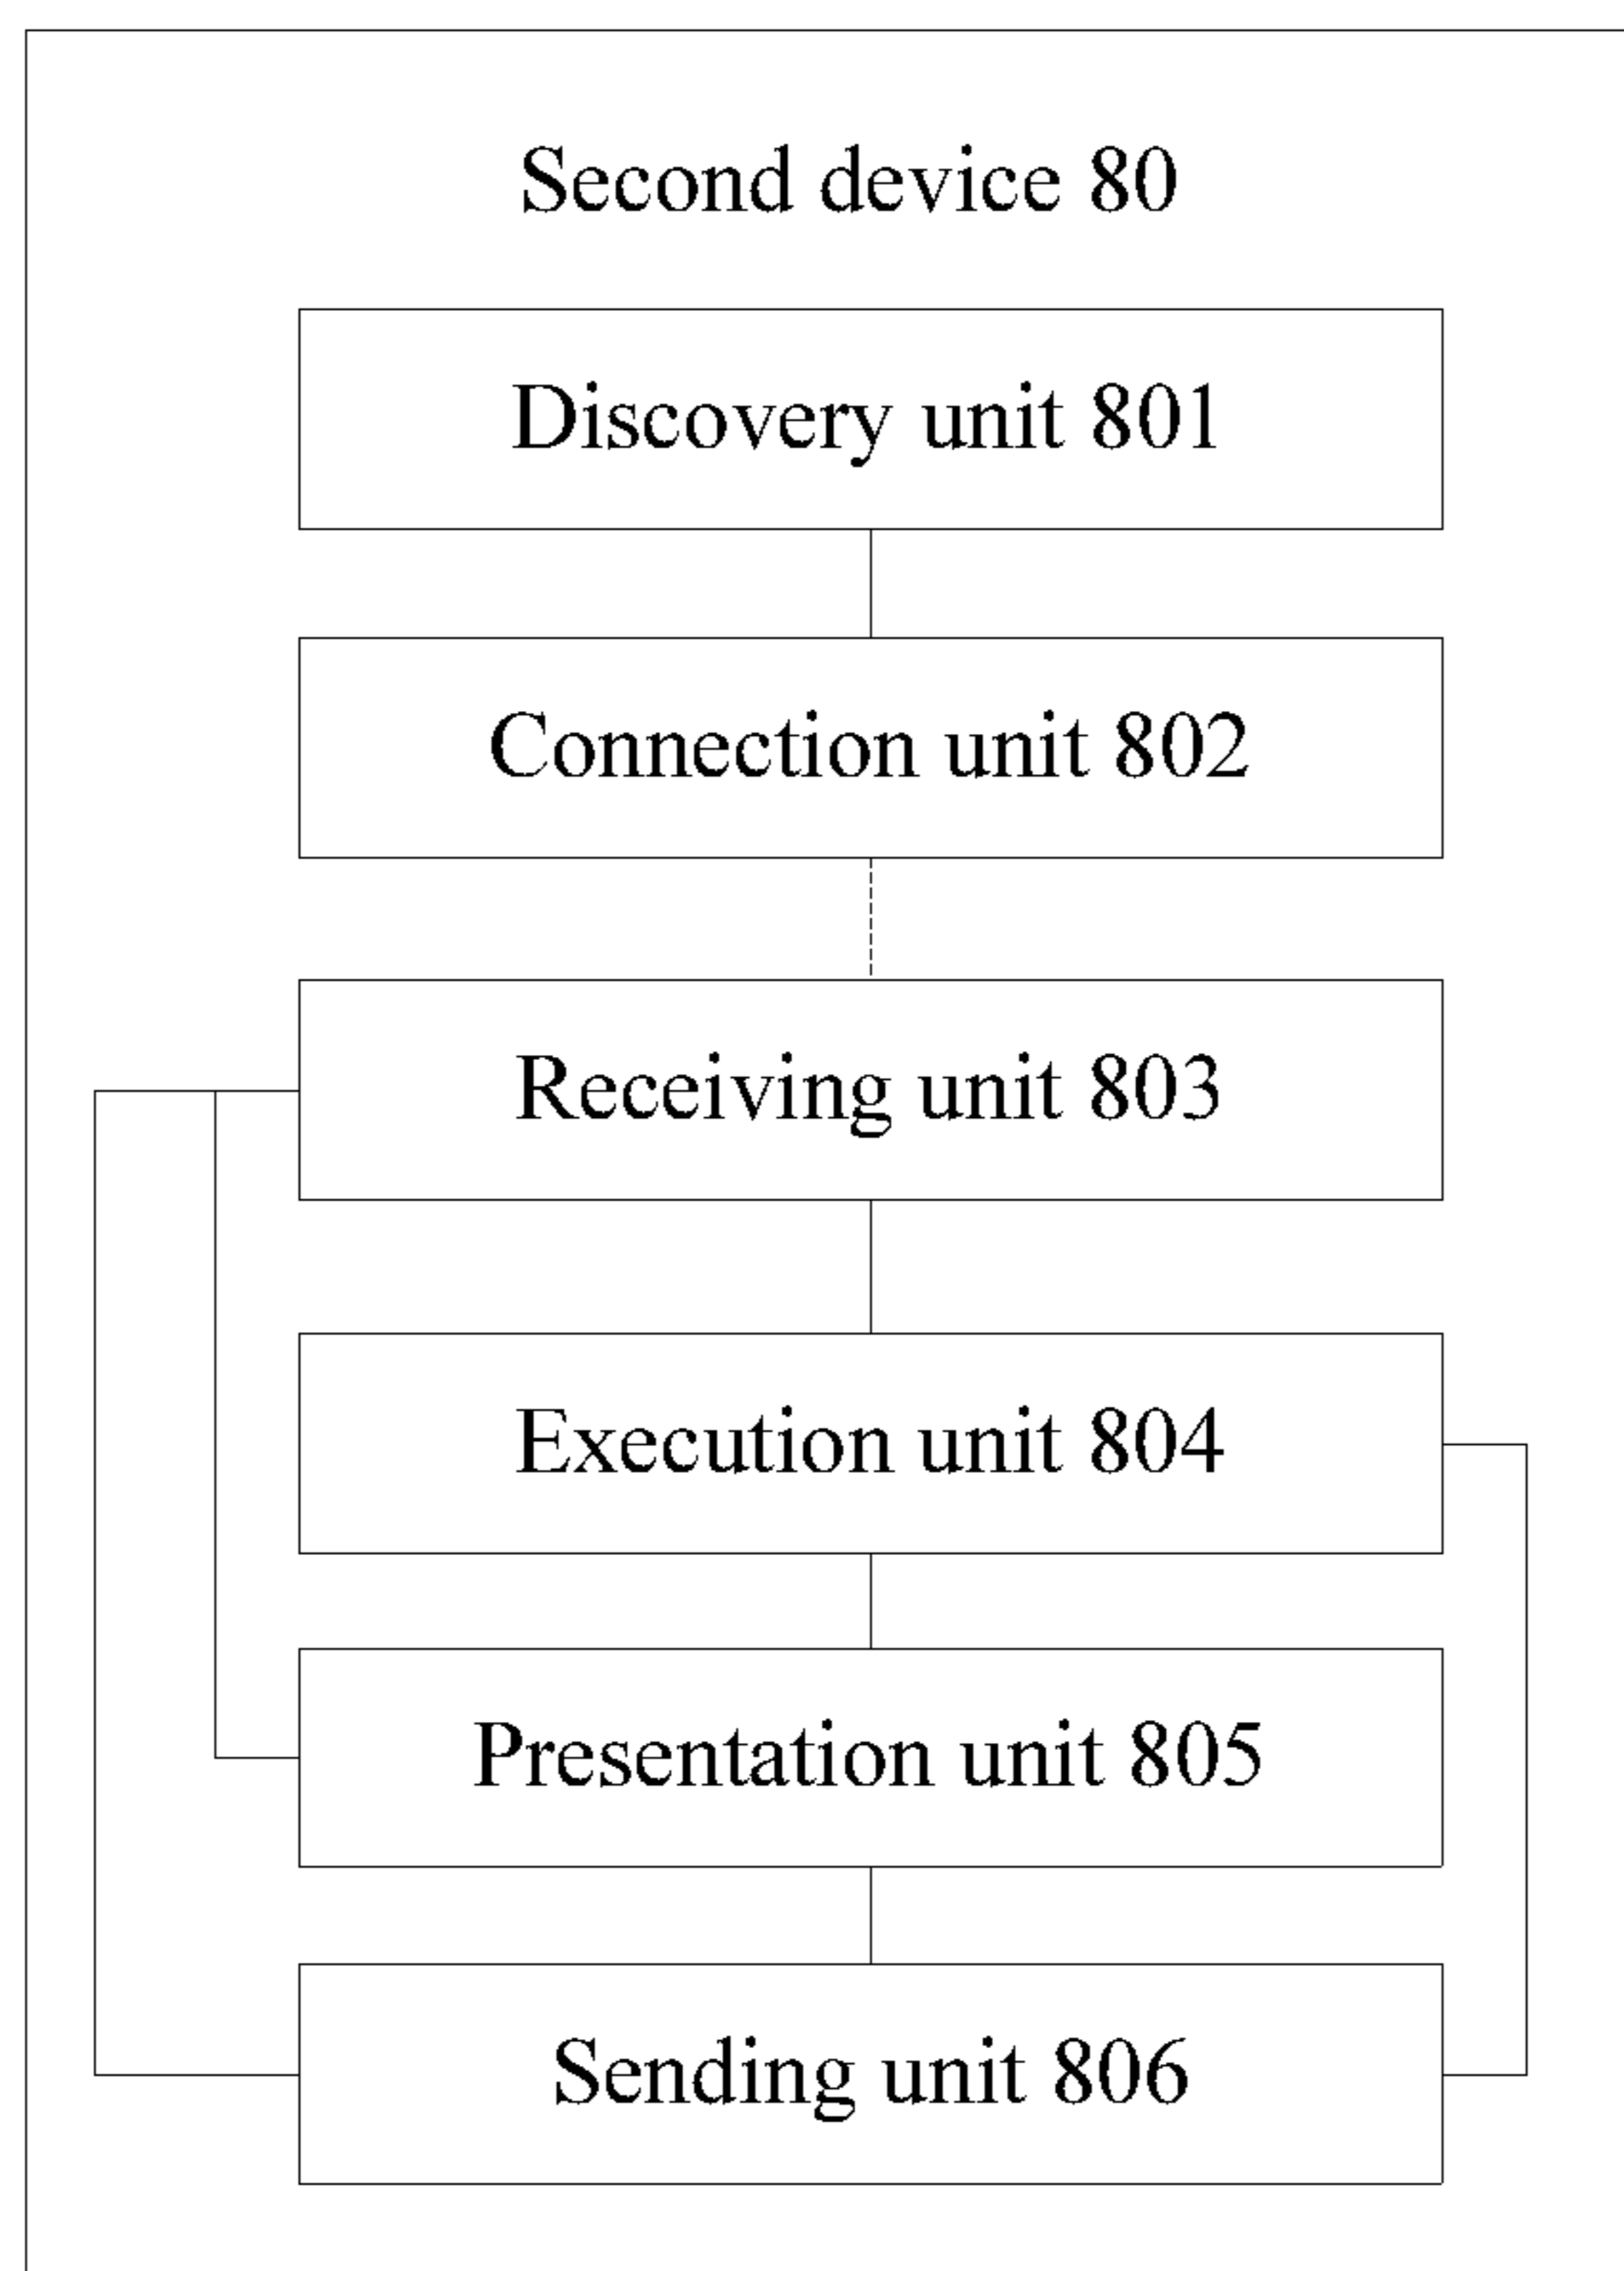 Second device 80
Discovery unit 801
Connection unit 802
Receiving unit 803
Execution unit 804
Presentation unit 805
Sending unit 806